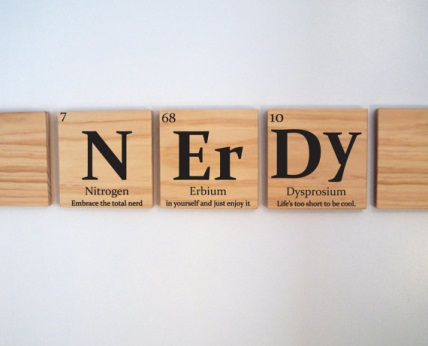 7
N
Nitrogen
Embrace the total nerd
68
Er
Erbium
in yourself and just enjoy it
10
Dy
Dysprosium
Life's too short to be cool.